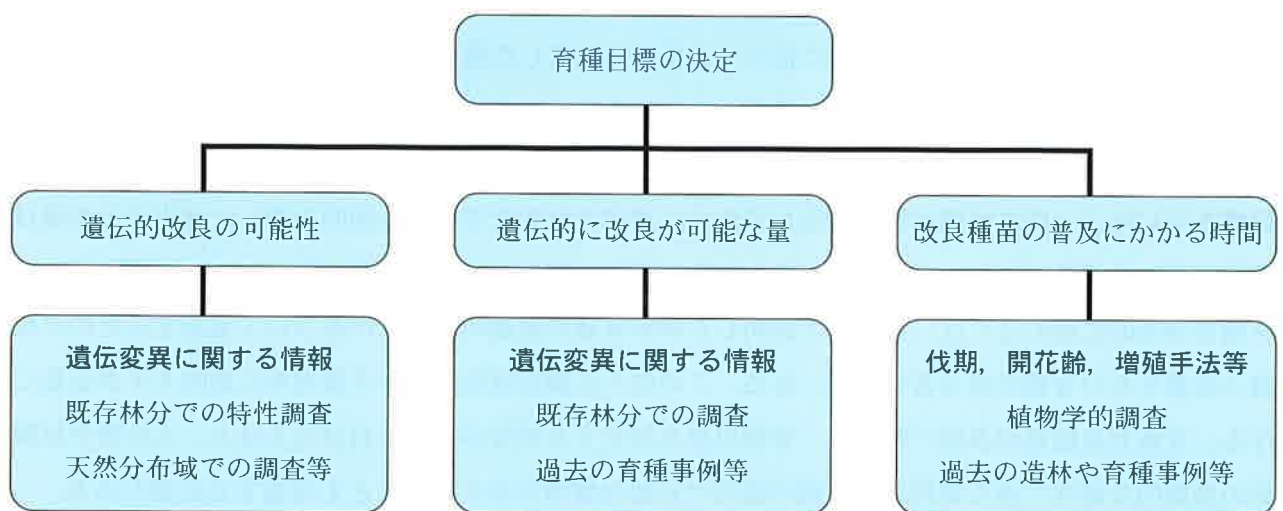 育種目標の決定
遺伝的改良の可能性
遺伝的に改良が可能な量
改良種苗の普及にかかる時間
遺伝変異に関する情報
既存林分での特性調査
天然分布域での調査等
遺伝変異に関する情報
既存林分での調査
過去の育種事例等
伐期,開花齢,増殖手法等
植物学的調査
過去の造林や育種事例等